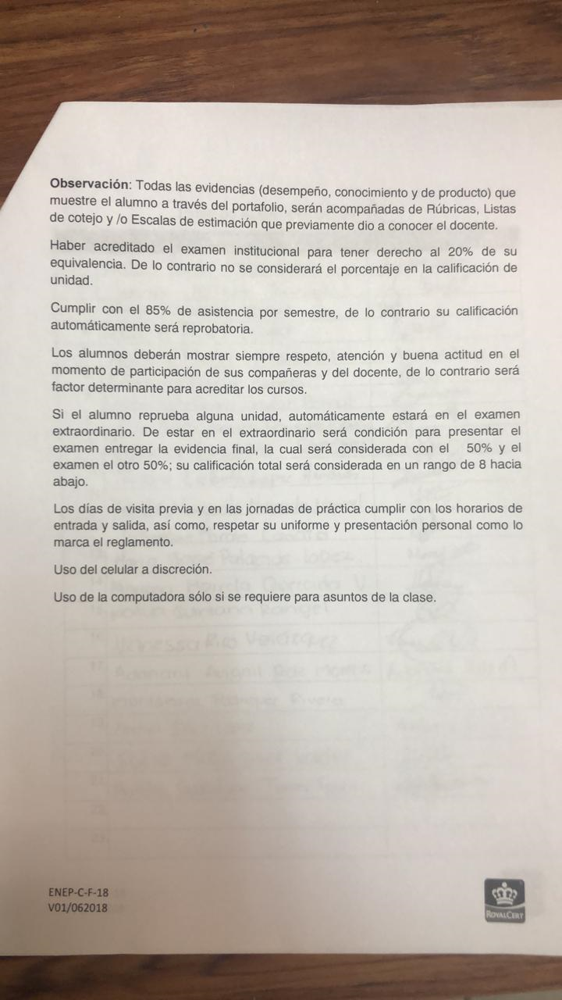 Observación: Todas las evidencias (desempeño, conocimiento y de producto) que
muestre el alumno a través del portafolio, serán acompañadas de Rúbricas, Listas
de cotejo y /o Escalas de estimación que previamente dio a conocer el docente.
Haber acreditado el examen institucional para tener derecho al 20% de su
equivalencia. De lo contrario no se considerará el porcentaje en la calificación de
unidad.
Cumplir con el 85% de asistencia por semestre, de lo contrario su calificación
automáticamente será reprobatoria.
Los alumnos deberán mostrar siempre respeto, atención y buena actitud en el
momento de participación de sus compañeras y del docente, de lo contrario será
factor determinante para acreditar los cursos.
Si el alumno reprueba alguna unidad, automáticamente estará en el examen
extraordinario. De estar en el extraordinario será condición para presentar el
examen entregar la evidencia final, la cual será considerada con el 50% y el
examen el otro 50%; su calificación total será considerada en un rango de 8 hacia
abajo.
Los días de visita previa y en las jornadas de práctica cumplir con los horarios de
entrada y salida, así como, respetar su uniforme y presentación personal como lo
marca el reglamento.
Uso del celular a discreción.
Uso de la computadora sólo si se requiere para asuntos de la clase.
ENEP-C-F-18
V01/062018
ROYALCERT